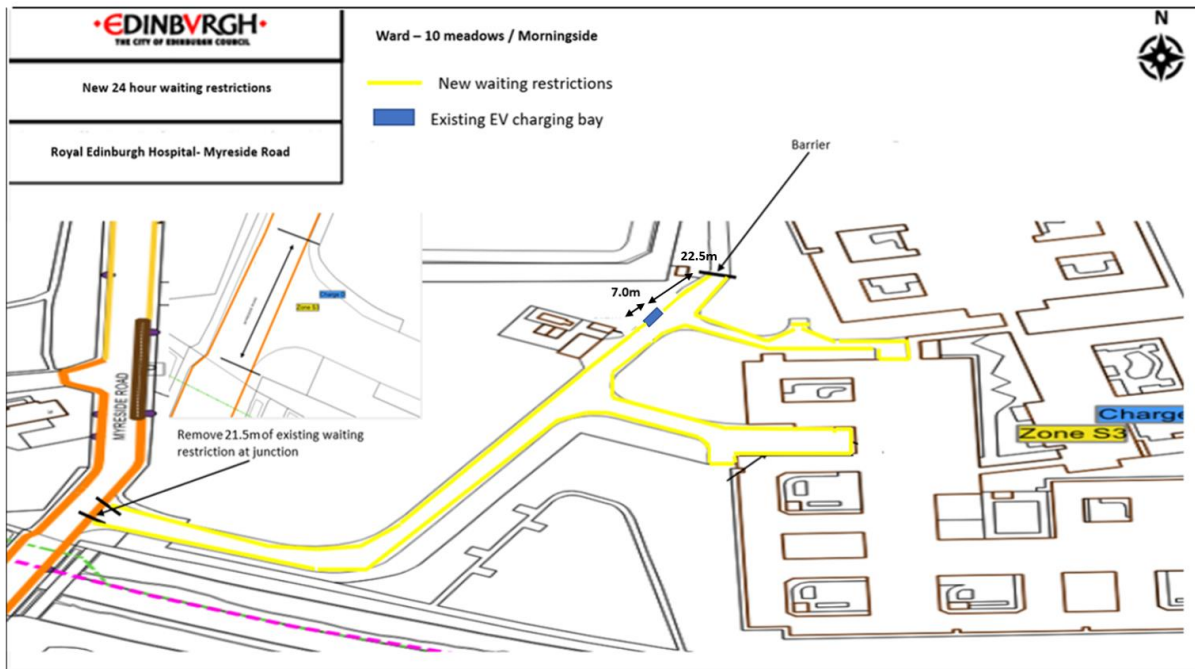 ·EDINBVRGH·
THE CITY OF EDINBURGH COUNCIL
New 24 hour waiting restrictions
Royal Edinburgh Hospital- Myreside Road
Ward – 10 meadows / Morningside
New waiting restrictions
Existing EV charging bay
N
Barrier
22.5m
7.0m
Charge
Zone S3
MYRESIDE ROAD
Remove 21.5m of existing waiting
restriction at junction
Charge
Zone S3